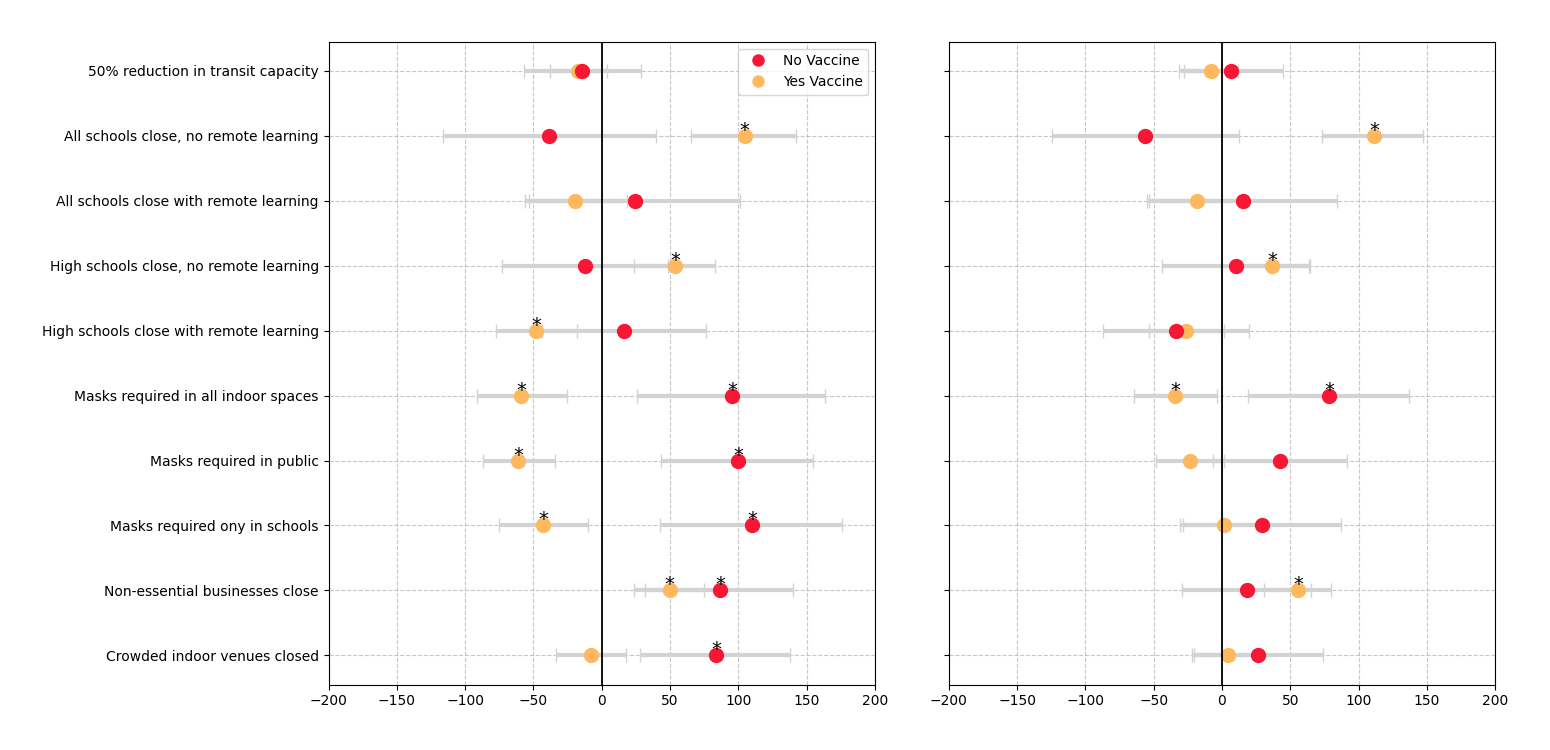 No Vaccine
Yes Vaccine
50% reduction in transit capacity
All schools close, no remote learning
*
*
All schools close with remote learning
High schools close, no remote learning
*
*
High schools close with remote learning
*
Masks required in all indoor spaces
*
*
*
*
Masks required in public
*
*
Masks required ony in schools
*
*
Non-essential businesses close
*
*
*
Crowded indoor venues closed
*
−200
−150
−100
−50
0
50
100
150
200
−200
−150
−100
−50
0
50
100
150
200